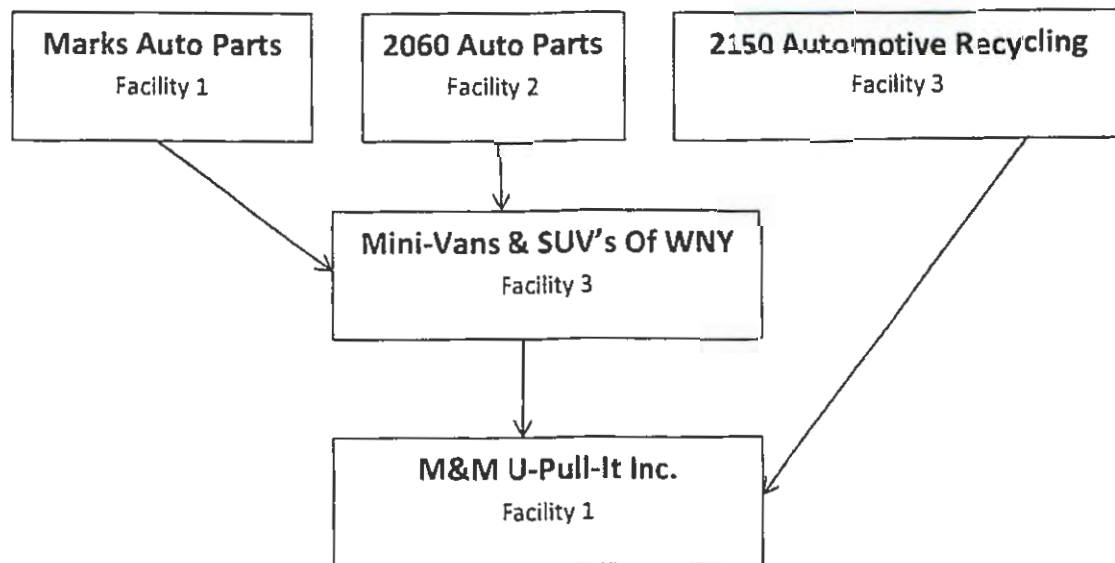 Marks Auto Parts
Facility 1
2060 Auto Parts
Facility 2
2150 Automotive Recycling
Facility 3
Mini-Vans & SUV's Of WNY
Facility 3
M&M U-Pull-It Inc.
Facility 1